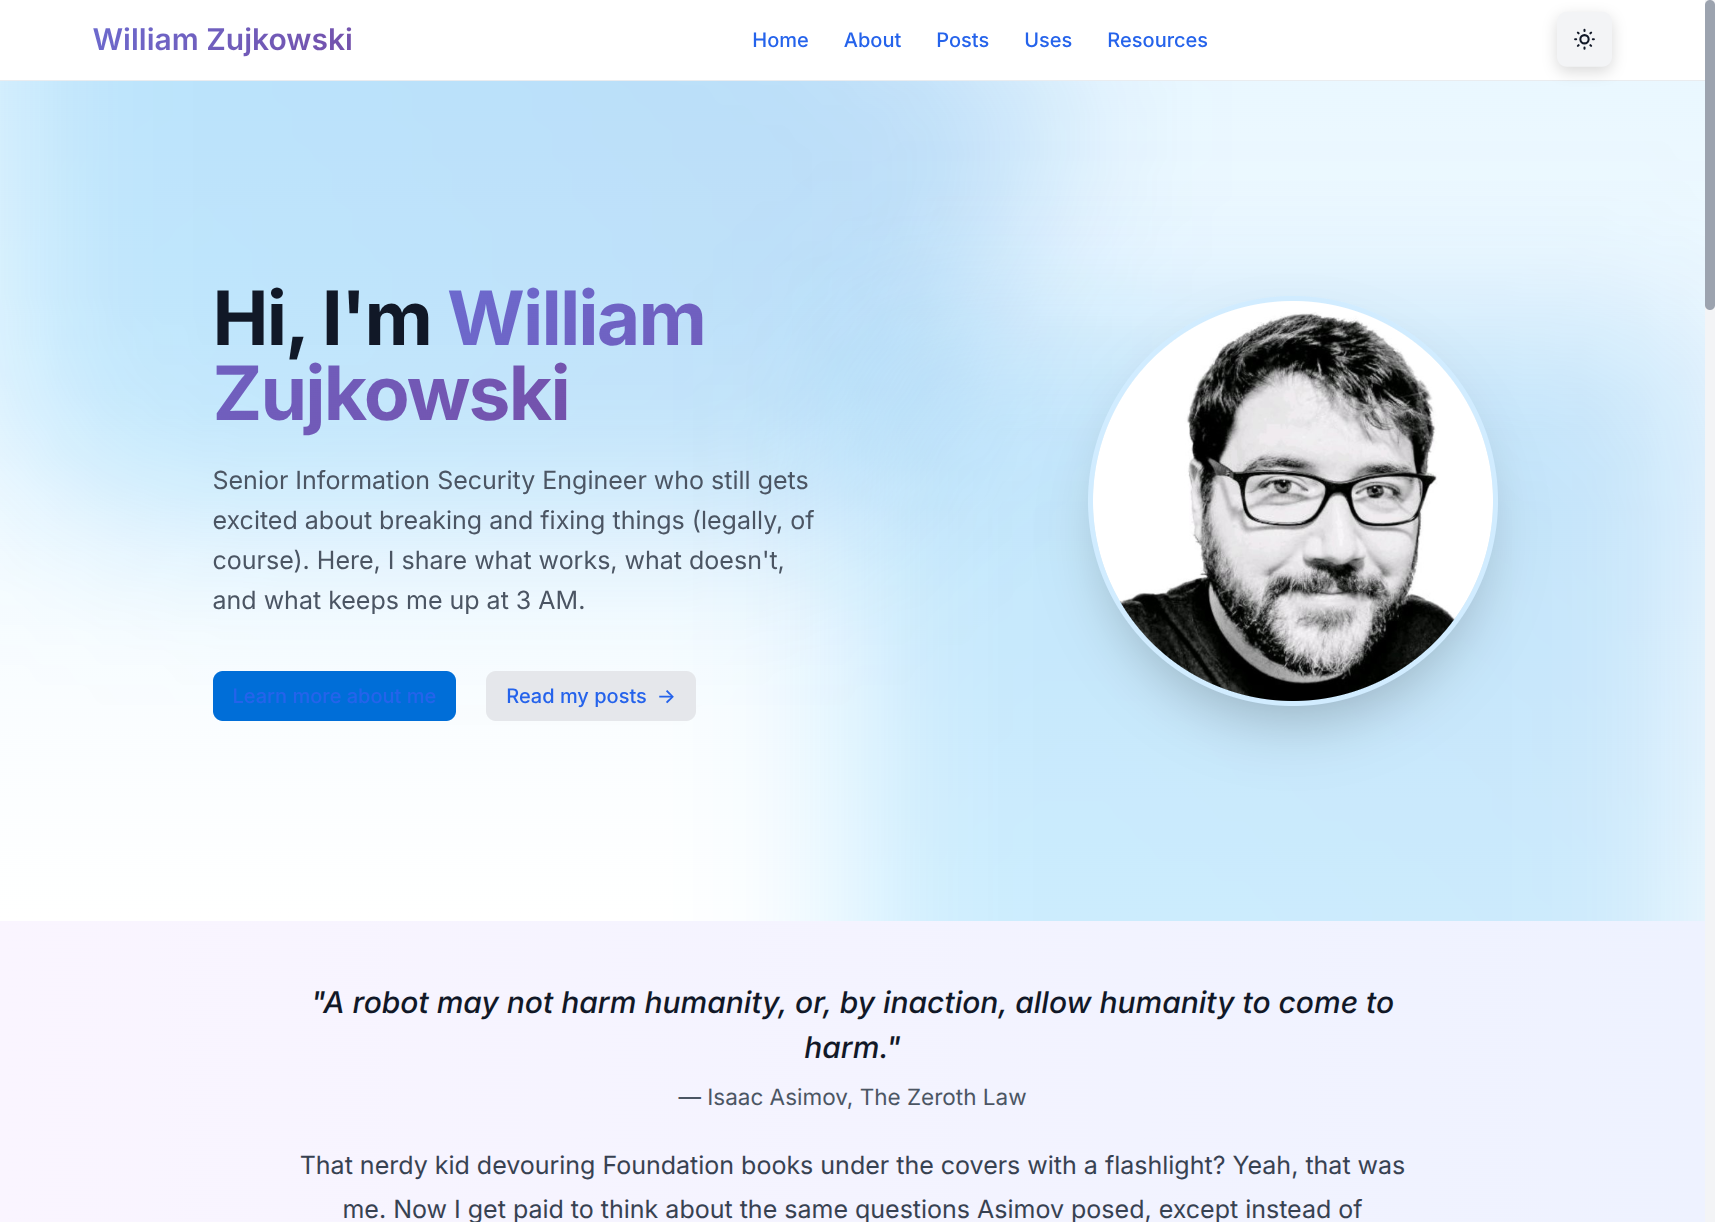 William Zujkowski
Home About Posts Uses Resources
Hi, I'm William
Zujkowski
Senior Information Security Engineer who still gets
excited about breaking and fixing things (legally, of
course). Here, I share what works, what doesn't,
and what keeps me up at 3 AM.
Learn more about me
Read my posts →
"A robot may not harm humanity, or, by inaction, allow humanity to come to
harm."
— Isaac Asimov, The Zeroth Law
That nerdy kid devouring Foundation books under the covers with a flashlight? Yeah, that was
me. Now I get paid to think about the same questions Asimov posed, except instead of